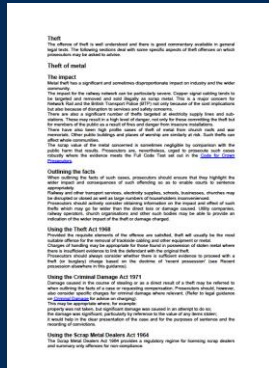 Theft
The offence of theft is well understood and there is good commentary available in general
legal texts. The following sections deal with some specific aspects of theft offences on which
prosecutors may be asked to advise.
Theft of metal
The impact
Metal theft has a significant and sometimes disproportionate impact on industry and the wider
community.
The impact for the railway network can be particularly severe. Copper signal cabling tends to
be targeted and removed and sold illegally as scrap metal. This is a major concern for
Network Rail and the British Transport Police (BTP) not only because of the cost implications
but also because of disruption to services and safety concerns.
There are also a significant number of thefts targeted at electricity supply lines and sub-
stations. These may result in a high level of danger, not only for those committing the theft but
for members of the public as a result of fires and danger from insecure installations.
There have also been high profile cases of theft of metal from church roofs and war
memorials. Other public buildings and places of worship are similarly at risk. Such thefts can
affect whole communities.
The scrap value of the metal concerned is sometimes negligible by comparison with the
public harm that results. Prosecutors are, nevertheless, urged to prosecute such cases
robustly where the evidence meets the Full Code Test set out in the Code for Crown
Prosecutors.
Outlining the facts
When outlining the facts of such cases, prosecutors should ensure that they highlight the
wider impact and consequences of such offending so as to enable courts to sentence
appropriately.
Railway and other transport services, electricity supplies, schools, businesses, churches may
be disrupted or closed as well as large numbers of householders inconvenienced.
Prosecutors should actively consider obtaining information on the impact and effect of such
thefts which may go far wider than the direct loss or damage caused. Utility companies,
railway operators, church organisations and other such bodies may be able to provide an
indication of the wider impact of the theft or damage charged.
Using the Theft Act 1968
Provided the requisite elements of the offence are satisfied, theft will usually be the most
suitable offence for the removal of trackside cabling and other equipment or metal.
Charges of handling may be appropriate for those found in possession of stolen metal where
there is insufficient evidence to link the defendant with the original theft.
Prosecutors should always consider whether there is sufficient evidence to proceed with a
theft (or burglary) charge based on the doctrine of 'recent possession' (see Recent
possession elsewhere in this guidance).
Using the Criminal Damage Act 1971
Damage caused in the course of stealing or as a direct result of a theft may be referred to
when outlining the facts of a case or requesting compensation. Prosecutors should, however,
also consider specific charges for criminal damage where relevant. (Refer to legal guidance
on Criminal Damage for advice on charging).
This may be appropriate where, for example:
property was not taken, but significant damage was caused in an attempt to do so;
the damage was significant, particularly by reference to the value of any items stolen;
it would help in the clear presentation of the case and for the purposes of sentence and the
recording of convictions.
Using the Scrap Metal Dealers Act 1964
The Scrap Metal Dealers Act 1964 provides a regulatory regime for licensing scrap dealers
and summary only offences for non-compliance